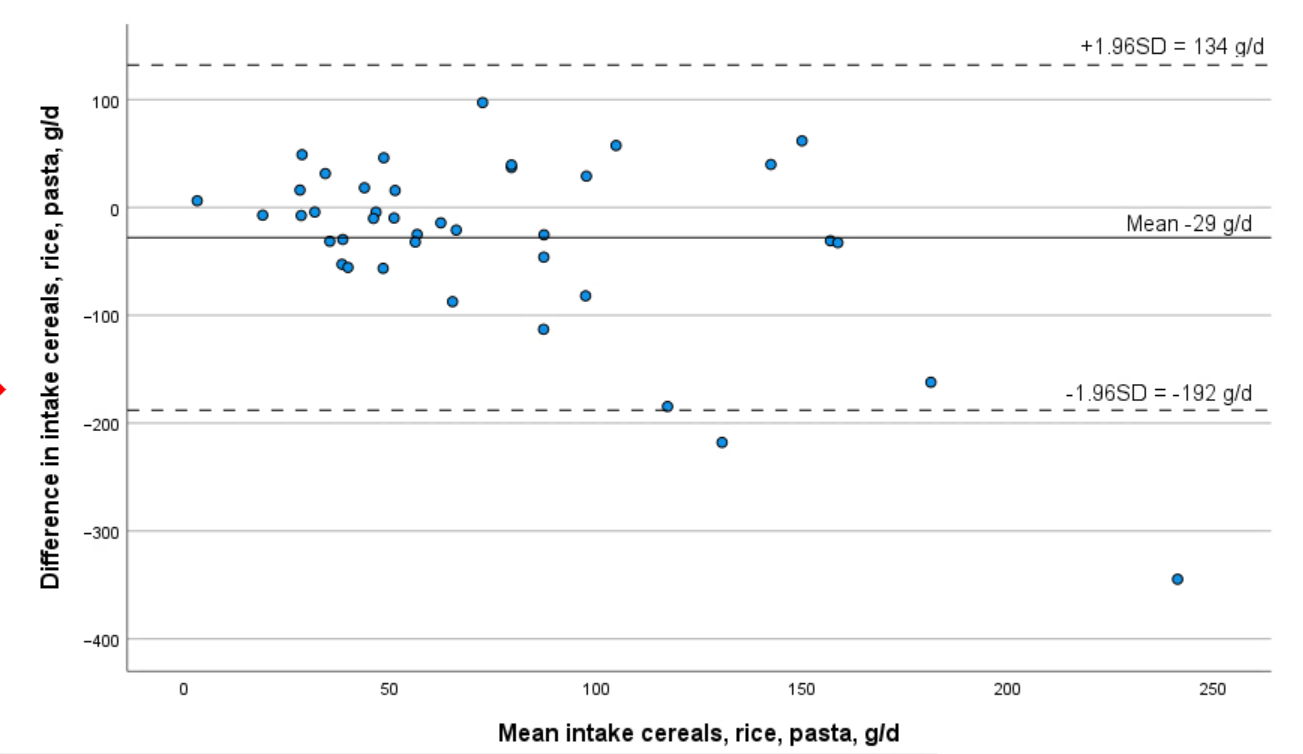 Difference in intake cereals, rice, pasta, g/d
+1.96SD = 134 g/d
100
0
Mean -29 g/d
−100
-1.96SD = -192 g/d
−200
−300
−400
0 50 100 150 200 250
Mean intake cereals, rice, pasta, g/d